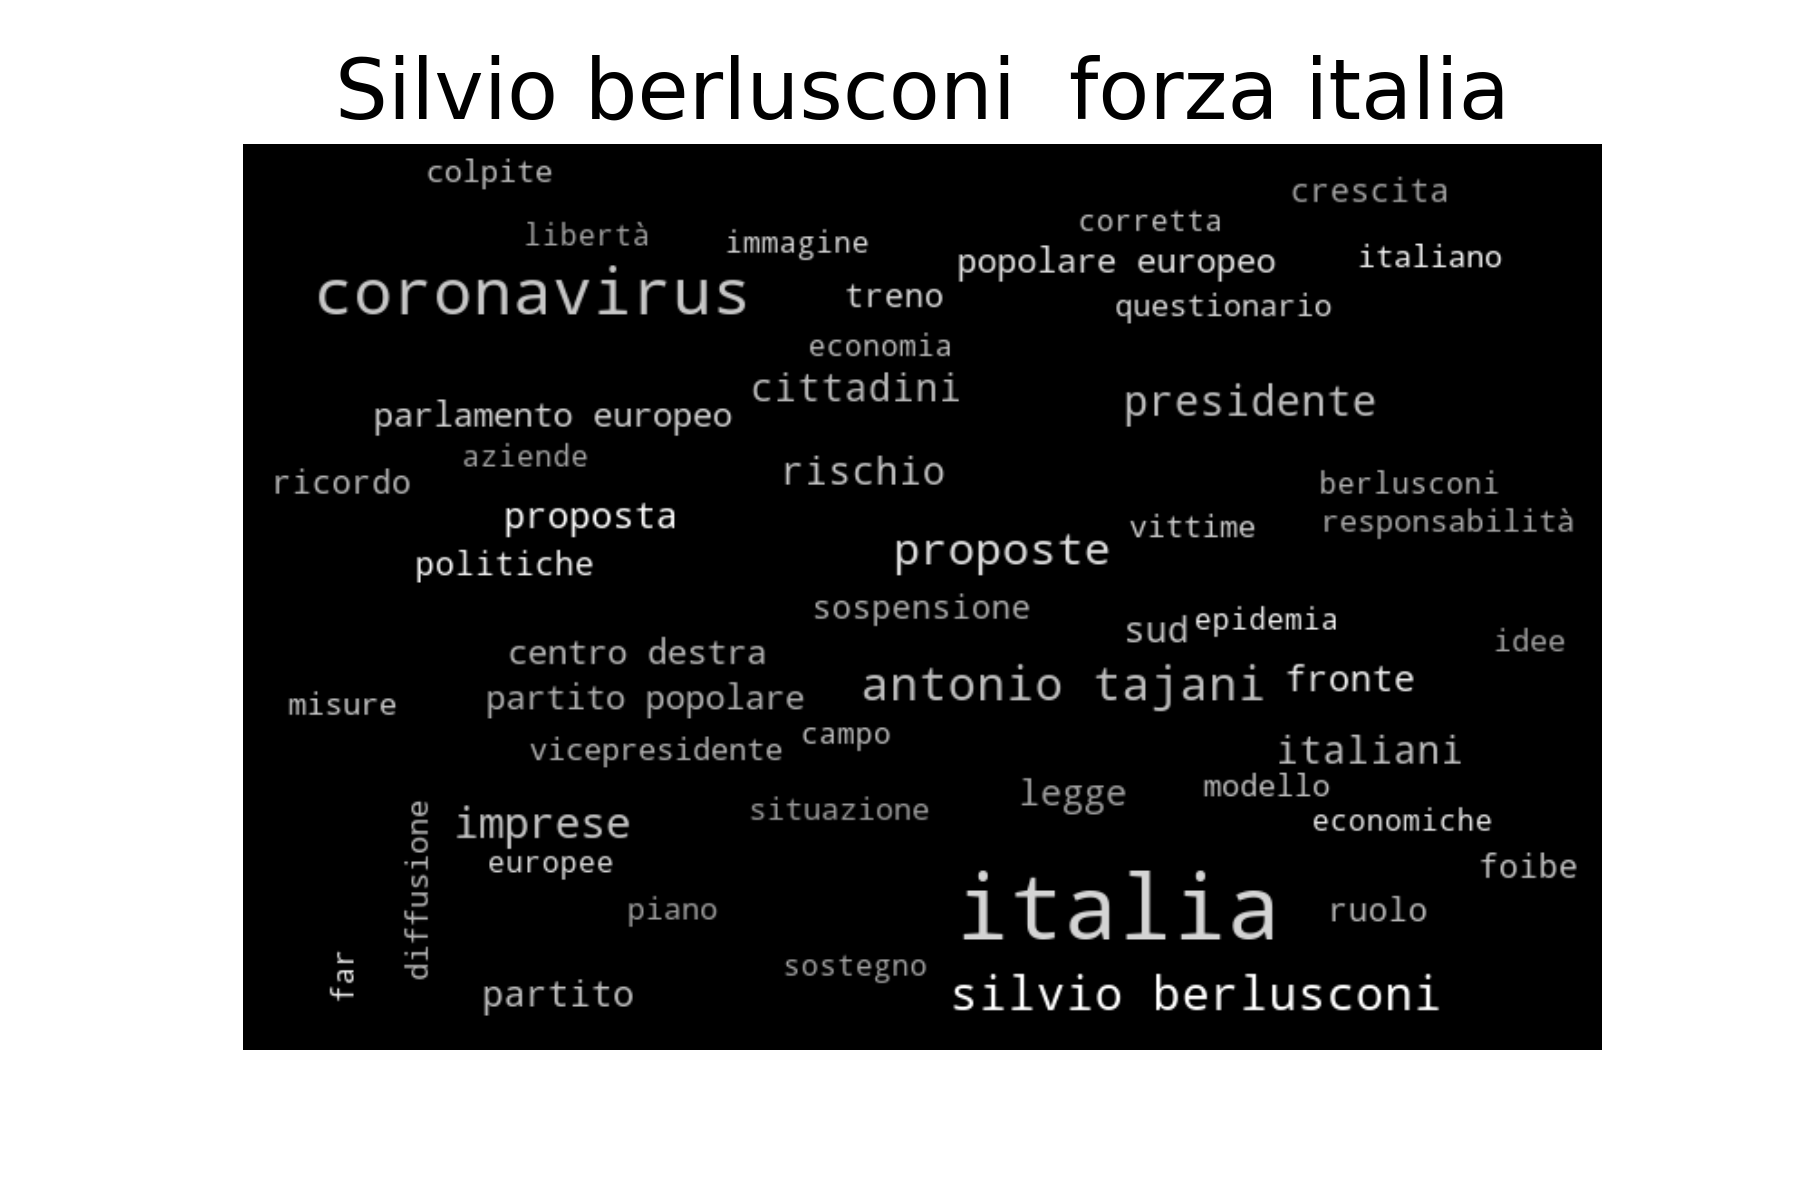 Silvio berlusconi  forza italia
colpite
crescita
libertà
immagine
corretta
popolare europeo
italiano
coronavirus
treno
questionario
economia
cittadini
presidente
parlamento europeo
aziende
rischio
ricordo
berlusconi
proposta
vittime
responsabilità
politiche
proposte
sospensione
sud
epidemia
idee
centro destra
antonio tajani
fronte
misure
partito popolare
campo
vicepresidente
italiani
legge
modello
imprese
situazione
economiche
diffusione
europee
foibe
piano
italia
ruolo
far
sostegno
partito
silvio berlusconi